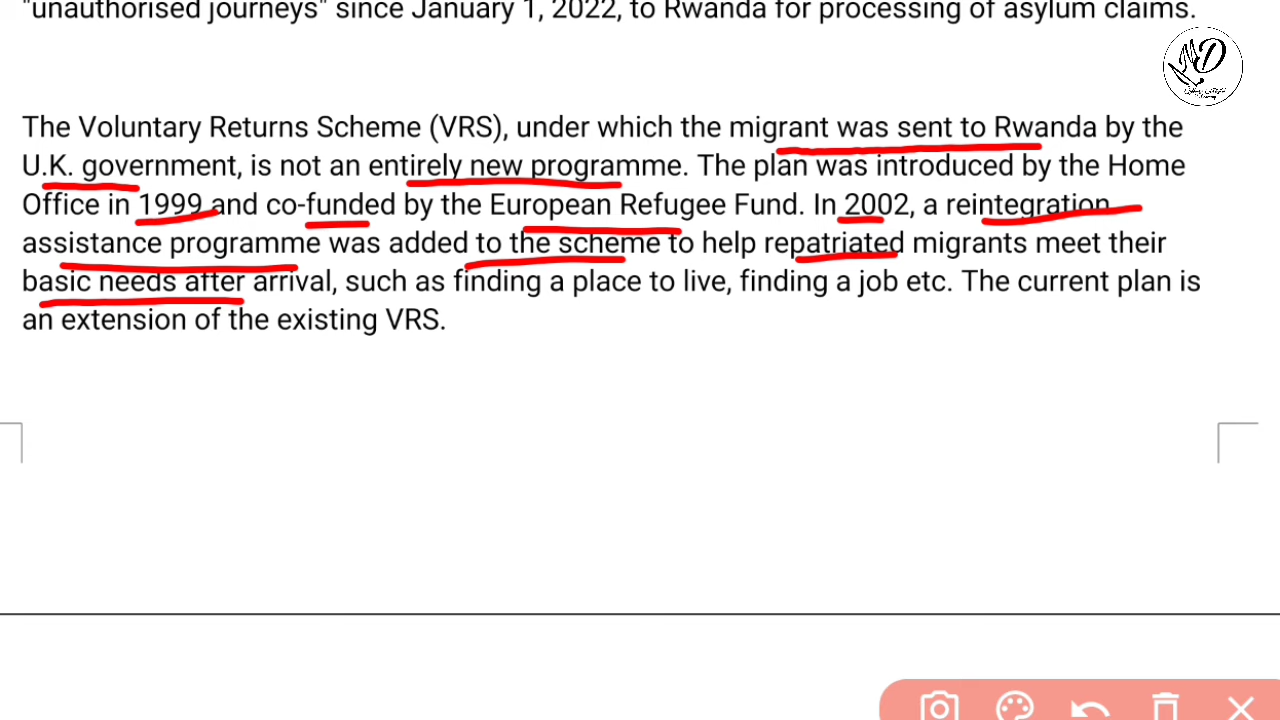 "unauthorised journeys" since January 1, 2022, to Rwanda for processing of asylum claims.
The Voluntary Returns Scheme (VRS), under which the migrant was sent to Rwanda by the
U.K. government, is not an entirely new programme. The plan was introduced by the Home
Office in 1999 and co-funded by the European Refugee Fund. In 2002, a reintegration
assistance programme was added to the scheme to help repatriated migrants meet their
basic needs after arrival, such as finding a place to live, finding a job etc. The current plan is
an extension of the existing VRS.